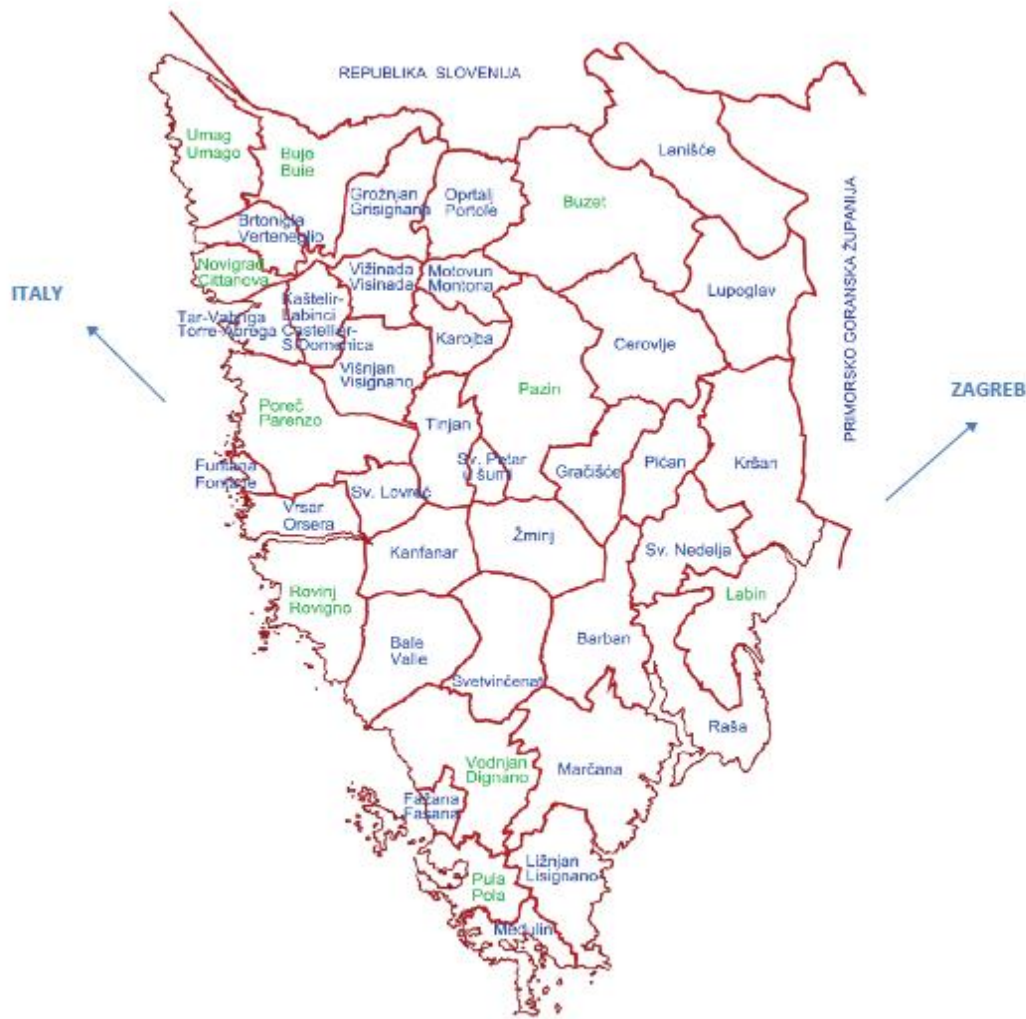 REPUBLIKA SLOVENIJA
Umag
Umago
Buje
Buie
Grožnjan
Grisignana
Oprtalj
Portole
Buzet
Lanišće
Brtonigla
Verteneglio
Novigrad
Cittanova
Vižinada
Visinada
Motovun
Montona
Lupoglav
ITALY
Tar-Vabriga
Torre-Abrega
Kaštelir-
Labinci
Castellier-
S.Domenica
Karojba
Cerovlje
PRIMORSKO GORANSKA ŽUPANIJA
Višnjan
Visignano
Pazin
ZAGREB
Poreč
Parenzo
Tinjan
Sv. Petar
u šumi
Gračišće
Pićan
Kršan
Funtana
Fontane
Sv. Lovreč
Vrsar
Orsera
Kanfanar
Žminj
Sv. Nedelja
Rovinj
Rovigno
Labin
Bale
Valle
Barban
Svetvinčenat
Raša
Vodnjan
Dignano
Marčana
Fažana
Fasana
Ližnjan
Lisignano
Pula
Pola
Medulin